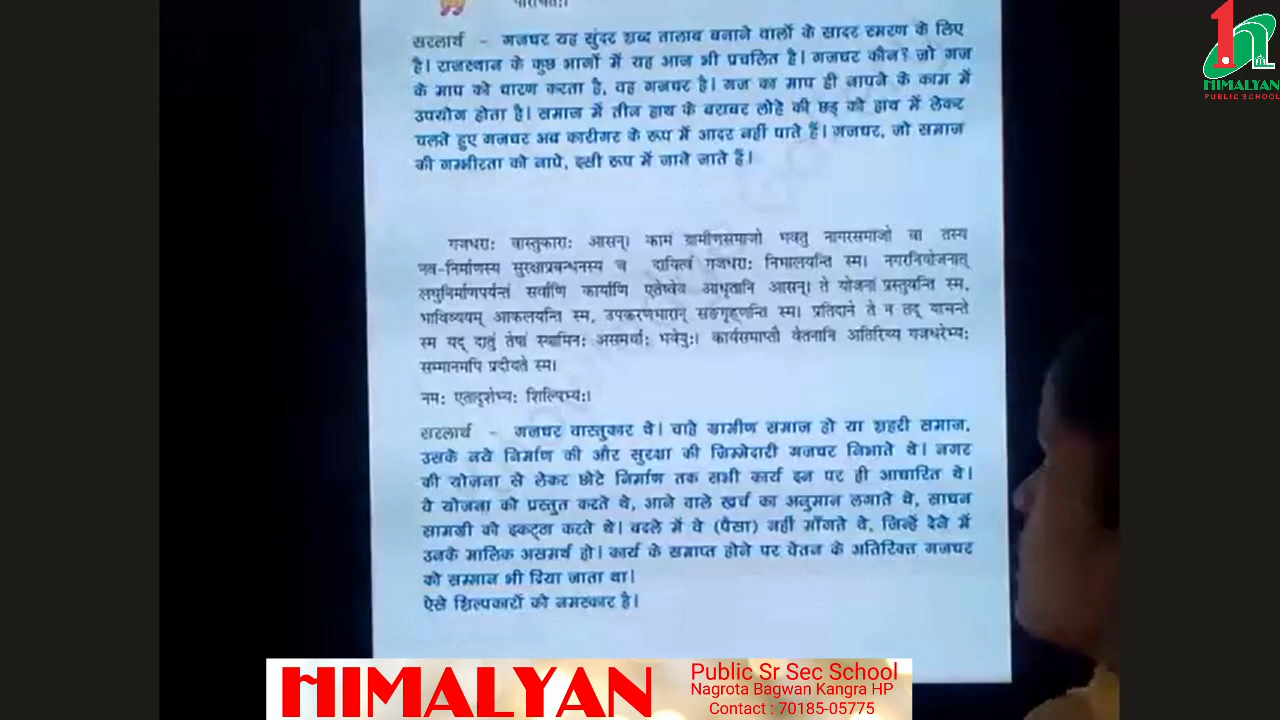 परिचितः।
सरलार्थ - गजधर यह सुंदर शब्द तालाब बनाने वालों के सादर स्मरण के लिए
है। राजस्थान के कुछ भागों में यह आज भी प्रचलित है। गजधर कौन? जो गज
के माप को धारण करता है, वह गजधर है। गज का माप ही नापने के काम में
उपयोग होता है। समाज में तीन हाथ के बराबर लोहे की छड़ को हाथ में लेकर
चलते हुए गजधर अब कारीगर के रूप में आदर नहीं पाते हैं। गजधर, जो समाज
की गम्भीरता को नापे, इसी रूप में जाने जाते हैं।
गजधराः वास्तुकाराः आसन्। कामं ग्रामीणसमाजो भवतु नागरसमाजो वा तस्य
नव-निर्माणस्य सुरक्षाप्रबन्धनस्य च दायित्वं गजधराः निभालयन्ति स्म। नगरनियोजनात्
लघुनिर्माणपर्यन्तं सर्वाणि कार्याणि एतेष्वेव आधृतानि आसन्। ते योजनां प्रस्तुवन्ति स्म,
भाविव्ययम् आकलयन्ति स्म, उपकरणभारान् सङ्गृह्णन्ति स्म। प्रतिदाने ते न तद् याचन्ते
स्म यद् दातुं तेषां स्वामिनः असमर्थाः भवेयुः। कार्यसमाप्तौ वेतनानि अतिरिच्य गजधरेभ्यः
सम्मानमपि प्रदीयते स्म।
नमः एतादृशेभ्यः शिल्पिभ्यः।
सरलार्थ - गजधर वास्तुकार थे। चाहे ग्रामीण समाज हो या शहरी समाज,
उसके नये निर्माण की और सुरक्षा की जिम्मेदारी गजधर निभाते थे। नगर
की योजना से लेकर छोटे निर्माण तक सभी कार्य इन पर ही आधारित थे।
वे योजना को प्रस्तुत करते थे, आने वाले खर्च का अनुमान लगाते थे, साधन
सामग्री को इकट्ठा करते थे। बदले में वे (पैसा) नहीं माँगते थे, जिन्हें देने में
उनके मालिक असमर्थ हो। कार्य के समाप्त होने पर वेतन के अतिरिक्त गजधर
को सम्मान भी दिया जाता था।
ऐसे शिल्पकारों को नमस्कार है।
HIMALYAN
PUBLIC SCHOOL
HIMALYAN
Public Sr Sec School
Nagrota Bagwan Kangra HP
Contact : 70185-05775